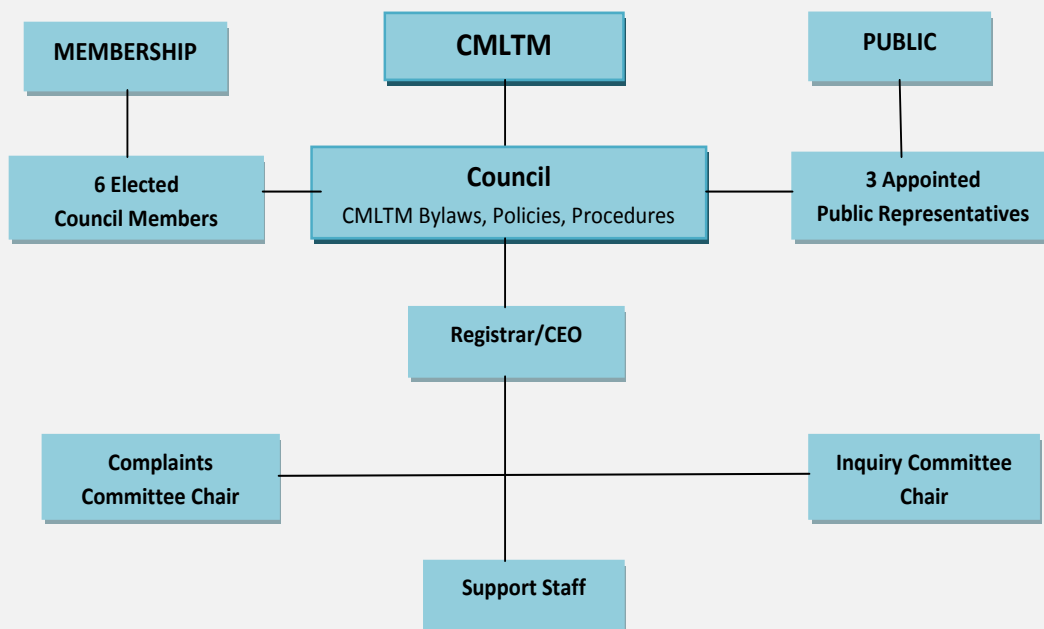 MEMBERSHIP
CMLTM
PUBLIC
6 Elected
Council Members
Council
CMLTM Bylaws, Policies, Procedures
3 Appointed
Public Representatives
Registrar/CEO
Complaints
Committee Chair
Inquiry Committee
Chair
Support Staff